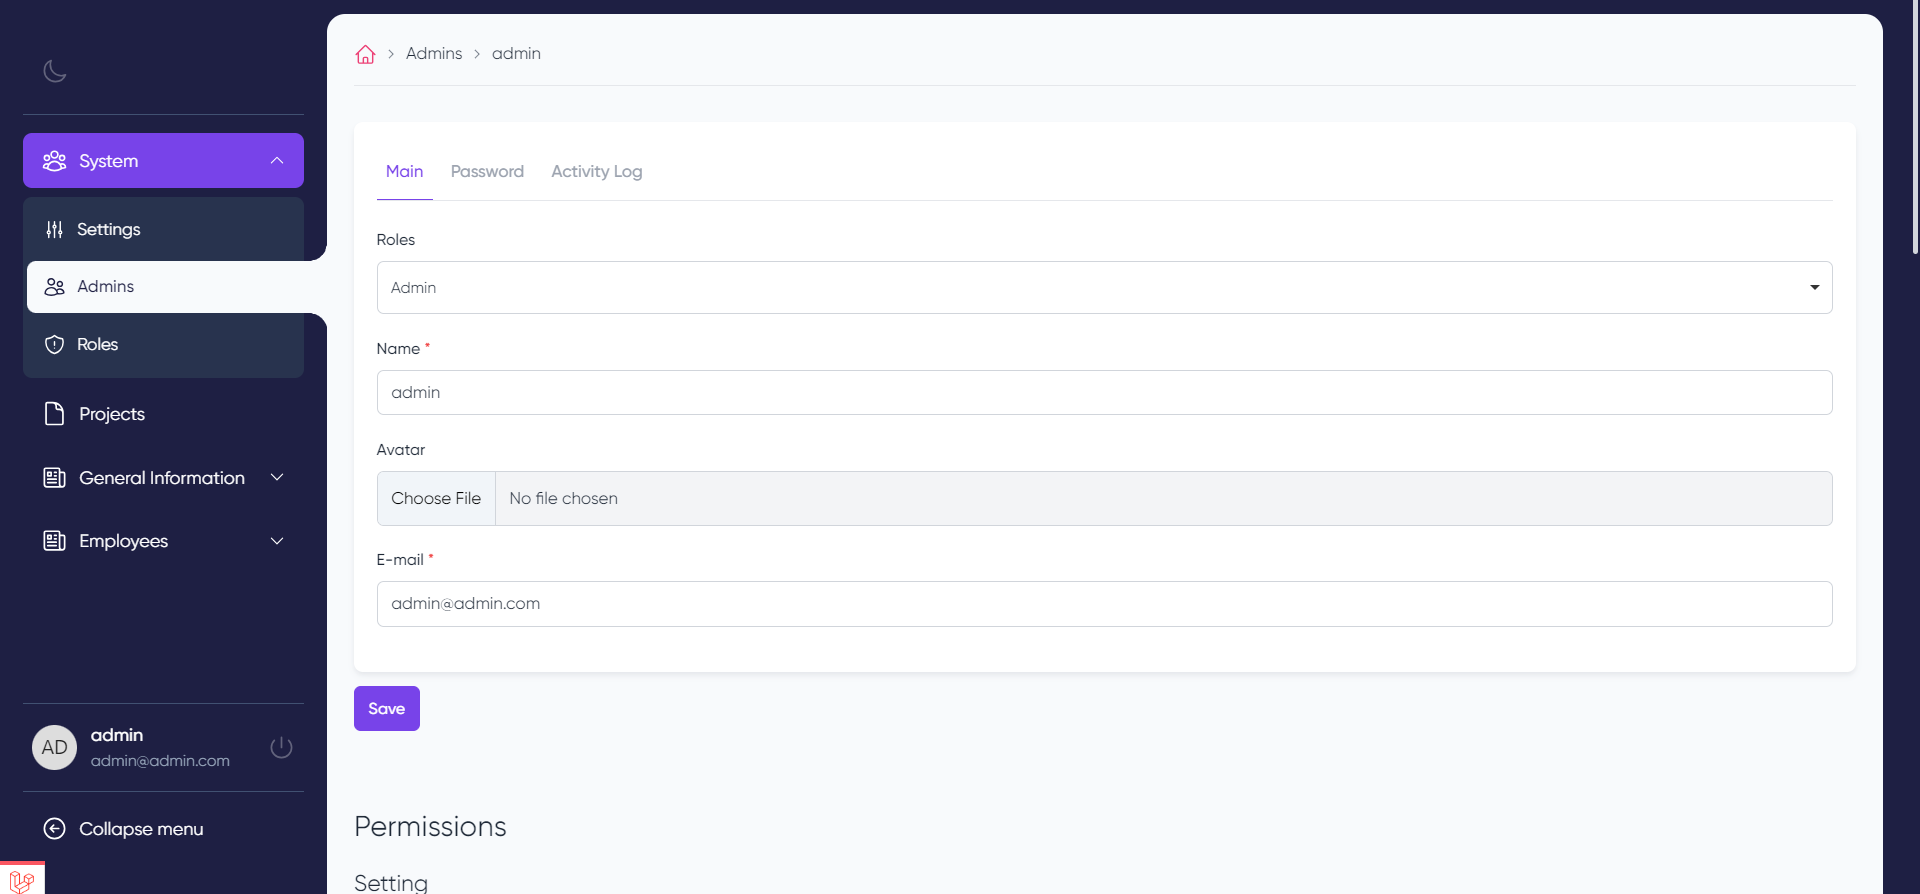 System
Settings
Admins
Roles
Projects
General Information
Employees
AD
admin
admin@admin.com
Collapse menu
Admins
admin
Main Password Activity Log
Roles
Admin
Name *
admin
Avatar
Choose File No file chosen
E-mail *
admin@admin.com
Save
Permissions
Setting